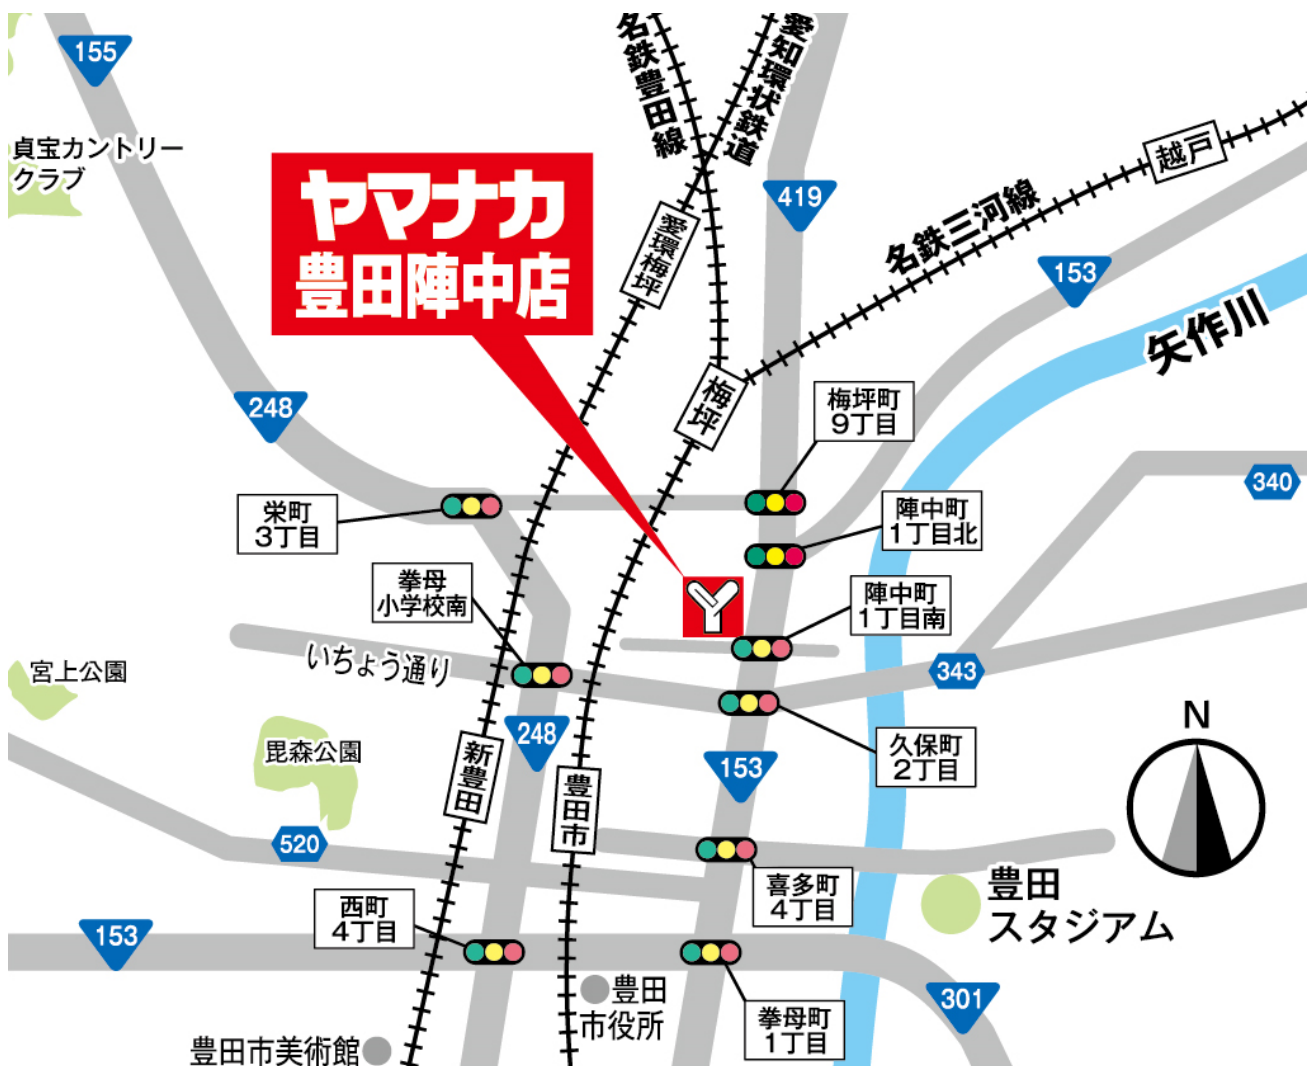 155
名鉄豊田線
愛知環状鉄道
貞宝カントリー
クラブ
越戸
ヤマナカ
豊田陣中店
419
名鉄三河線
愛環梅坪
153
矢作川
梅坪
248
梅坪町
9丁目
340
栄町
3丁目
陣中町
1丁目北
拳母
小学校南
陣中町
1丁目南
いちょう通り
宮上公園
343
N
毘森公園
新豊田
248
153
久保町
2丁目
豊田市
520
喜多町
4丁目
豊田
スタジアム
西町
4丁目
153
豊田
市役所
301
拳母町
1丁目
豊田市美術館